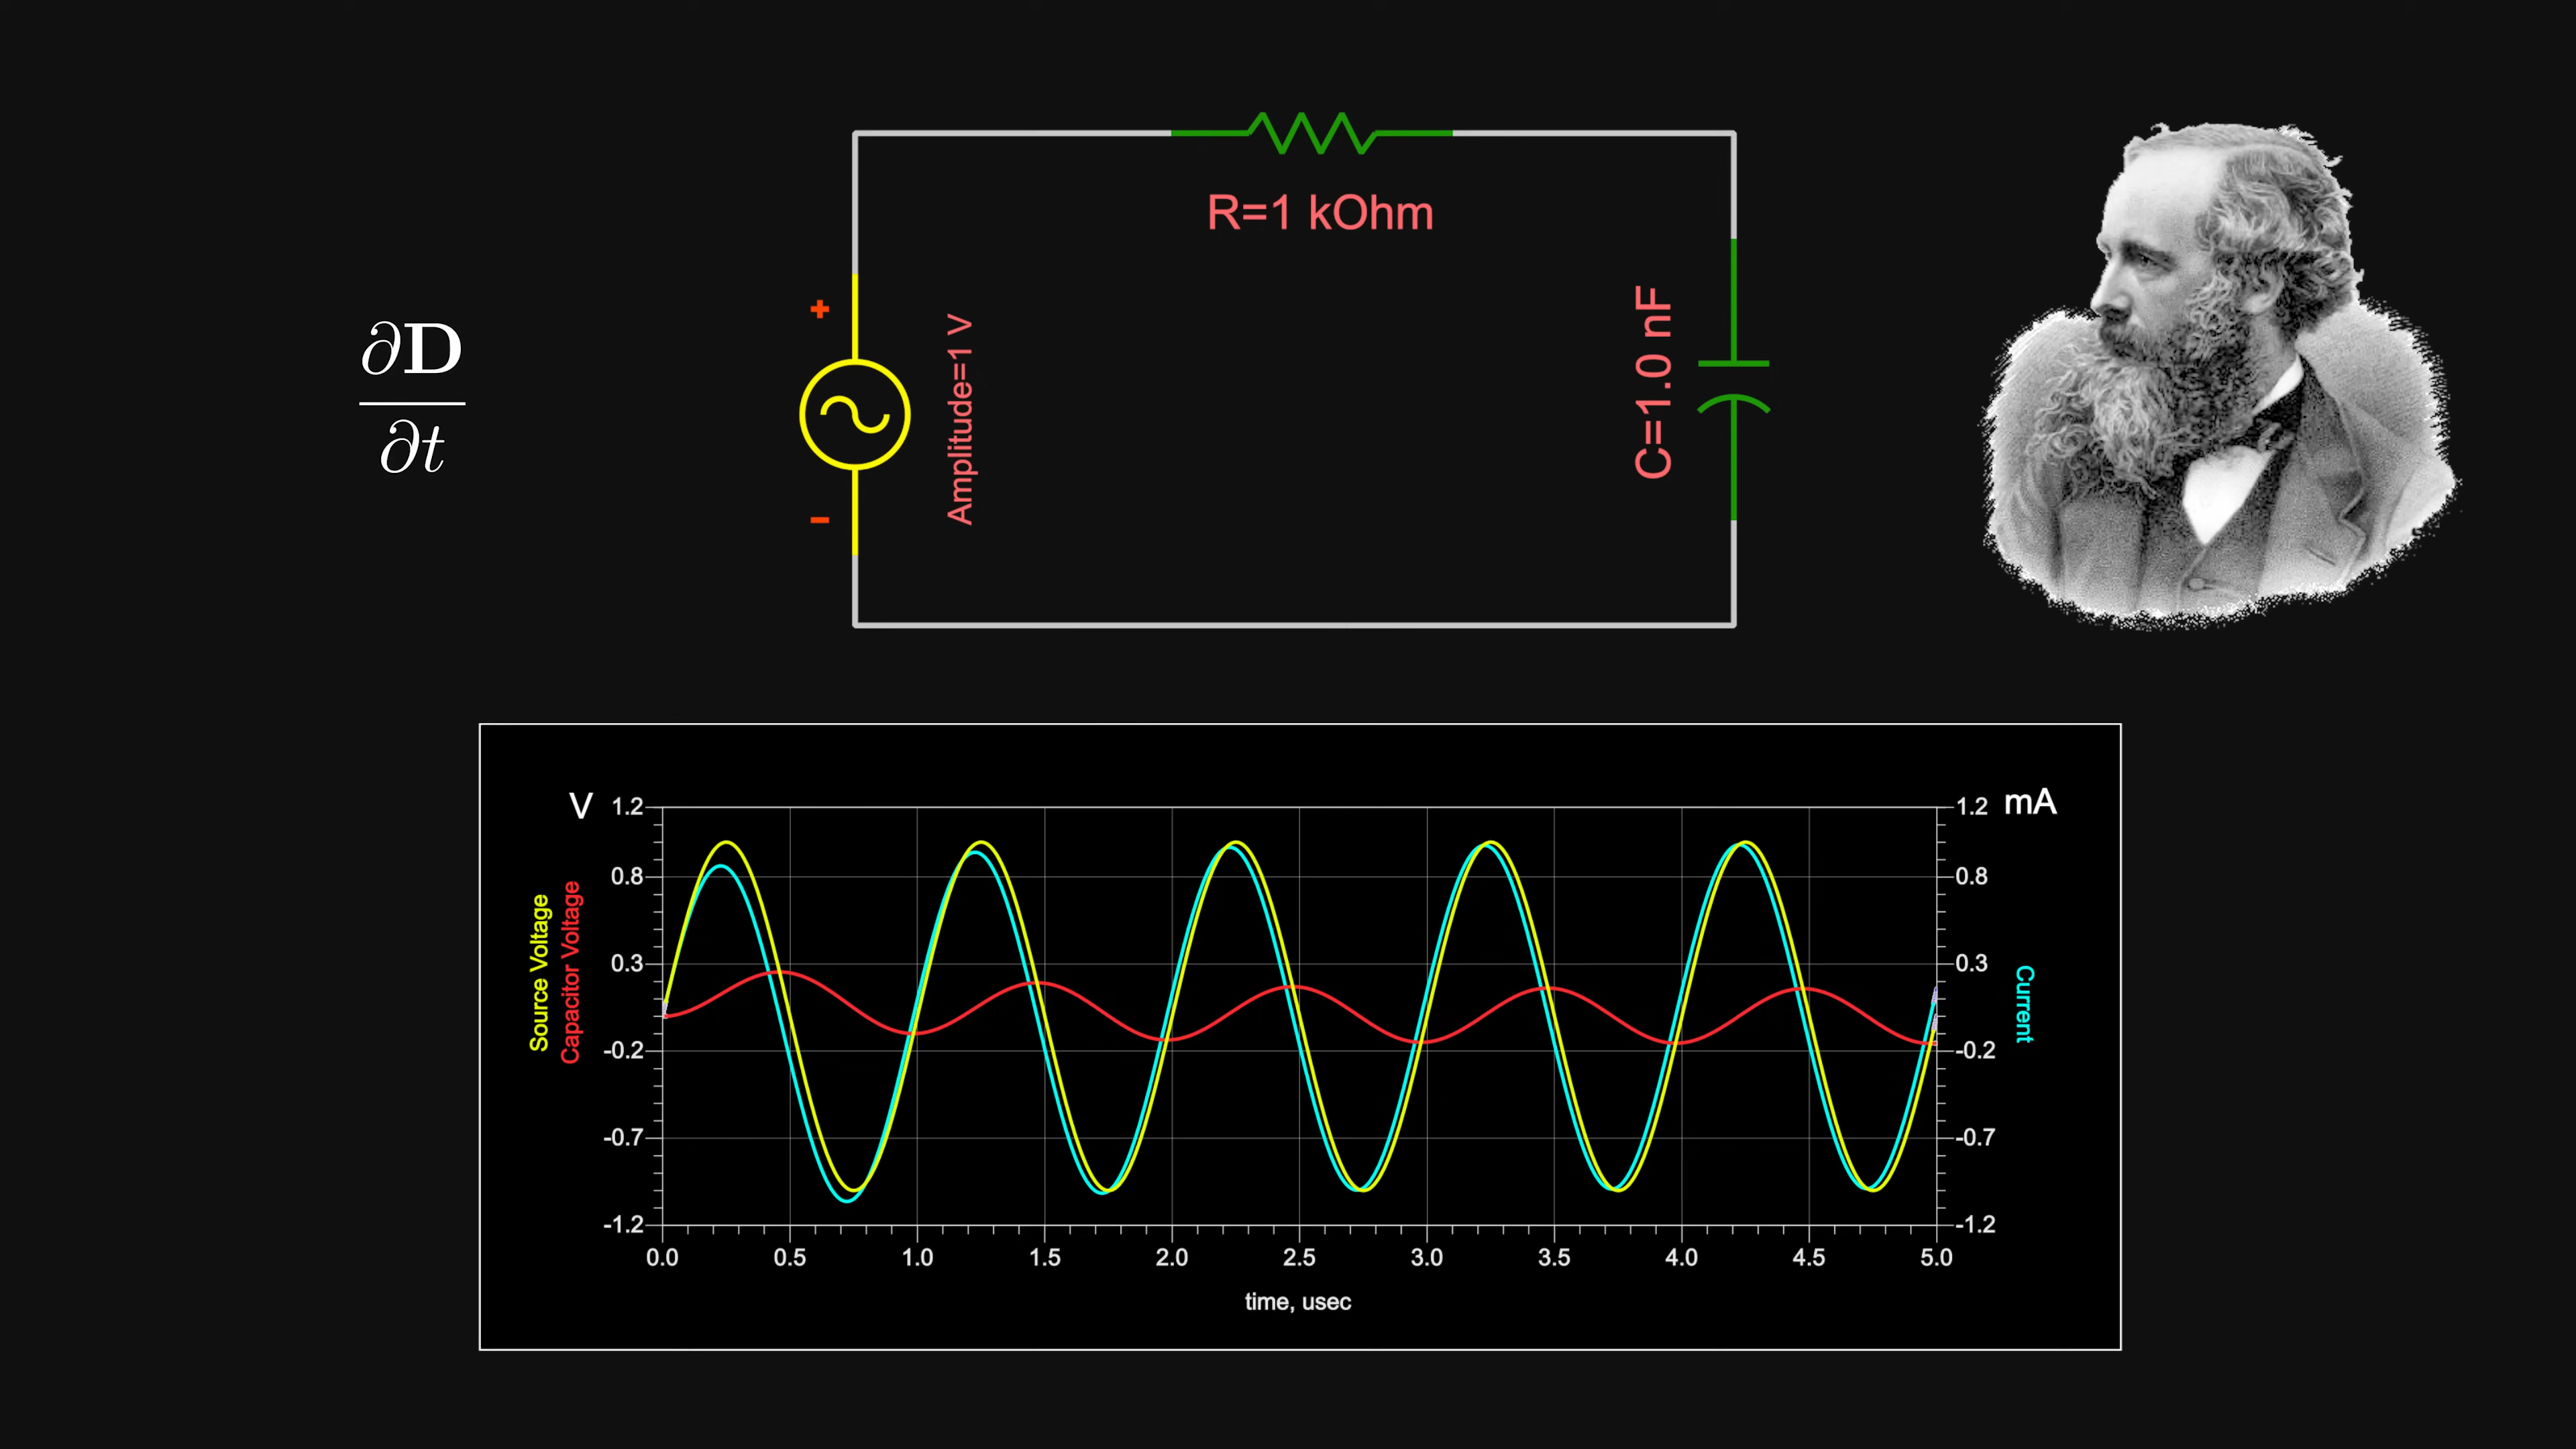 ∂D
∂t
R=1 kOhm
+
-
Amplitude=1 V
C=1.0 nF
V
mA
Source Voltage
Capacitor Voltage
Current
1.2
0.8
0.3
-0.2
-0.7
-1.2
1.2
0.8
0.3
-0.2
-0.7
-1.2
0.0 0.5 1.0 1.5 2.0 2.5 3.0 3.5 4.0 4.5 5.0
time, usec